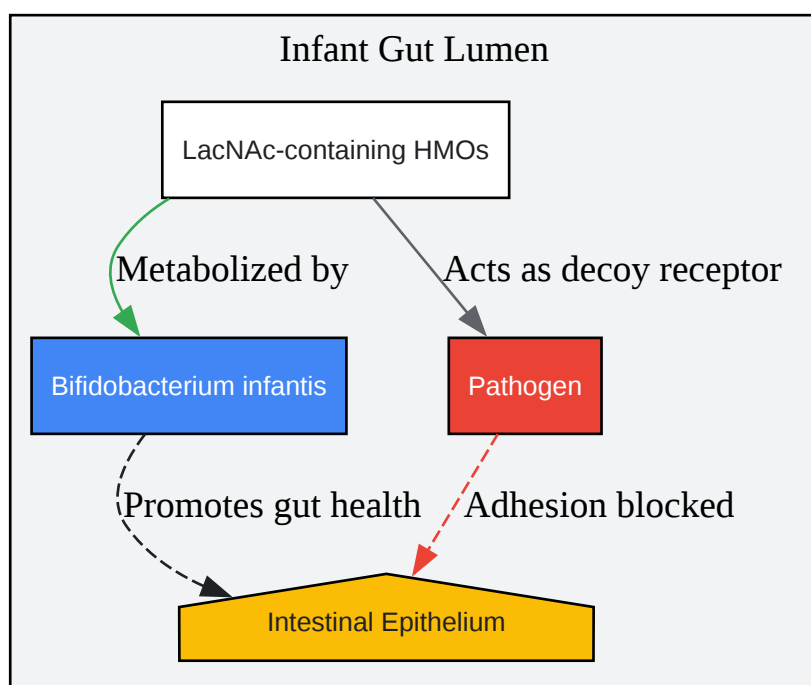 Infant Gut Lumen
LacNAc-containing HMOs
Metabolized by
Acts as decoy receptor
Bifidobacterium infantis
Pathogen
Promotes gut health
Adhesion blocked
Intestinal Epithelium